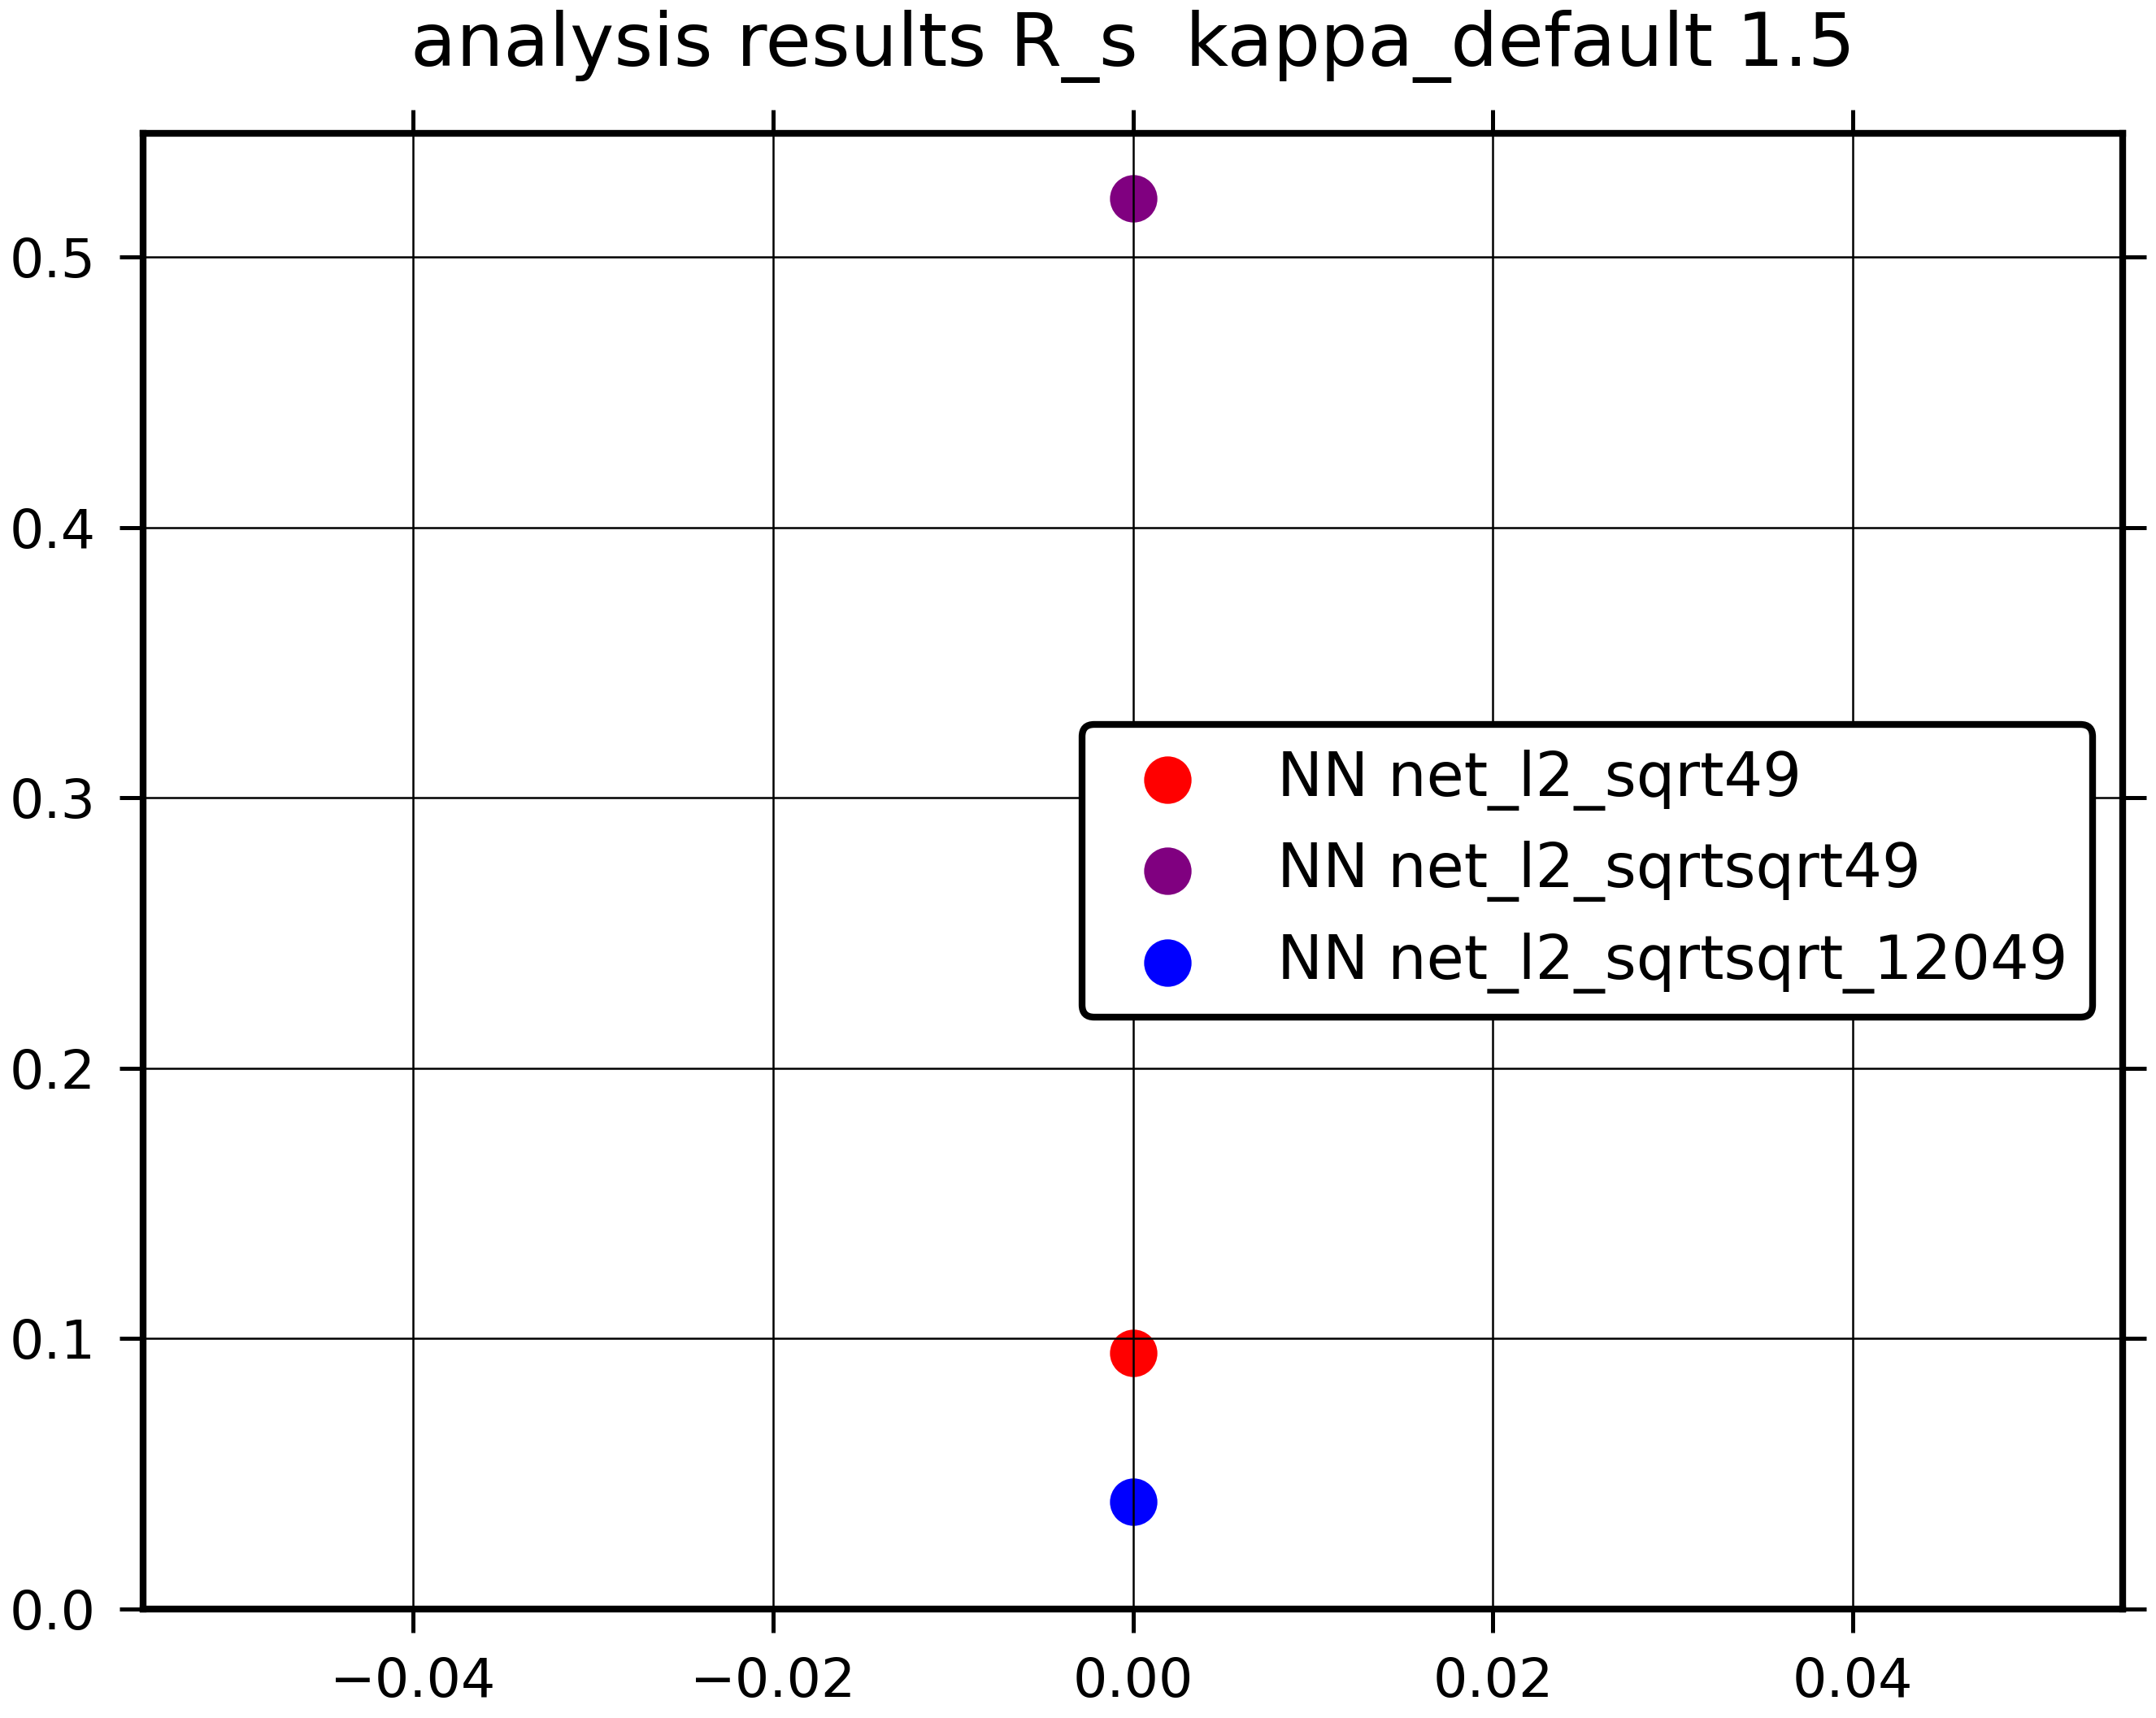 analysis results R_s  kappa_default 1.5
0.5
0.4
0.3
0.2
0.1
0.0
NN net_l2_sqrt49
NN net_l2_sqrtsqrt49
NN net_l2_sqrtsqrt_12049
−0.04 −0.02 0.00 0.02 0.04